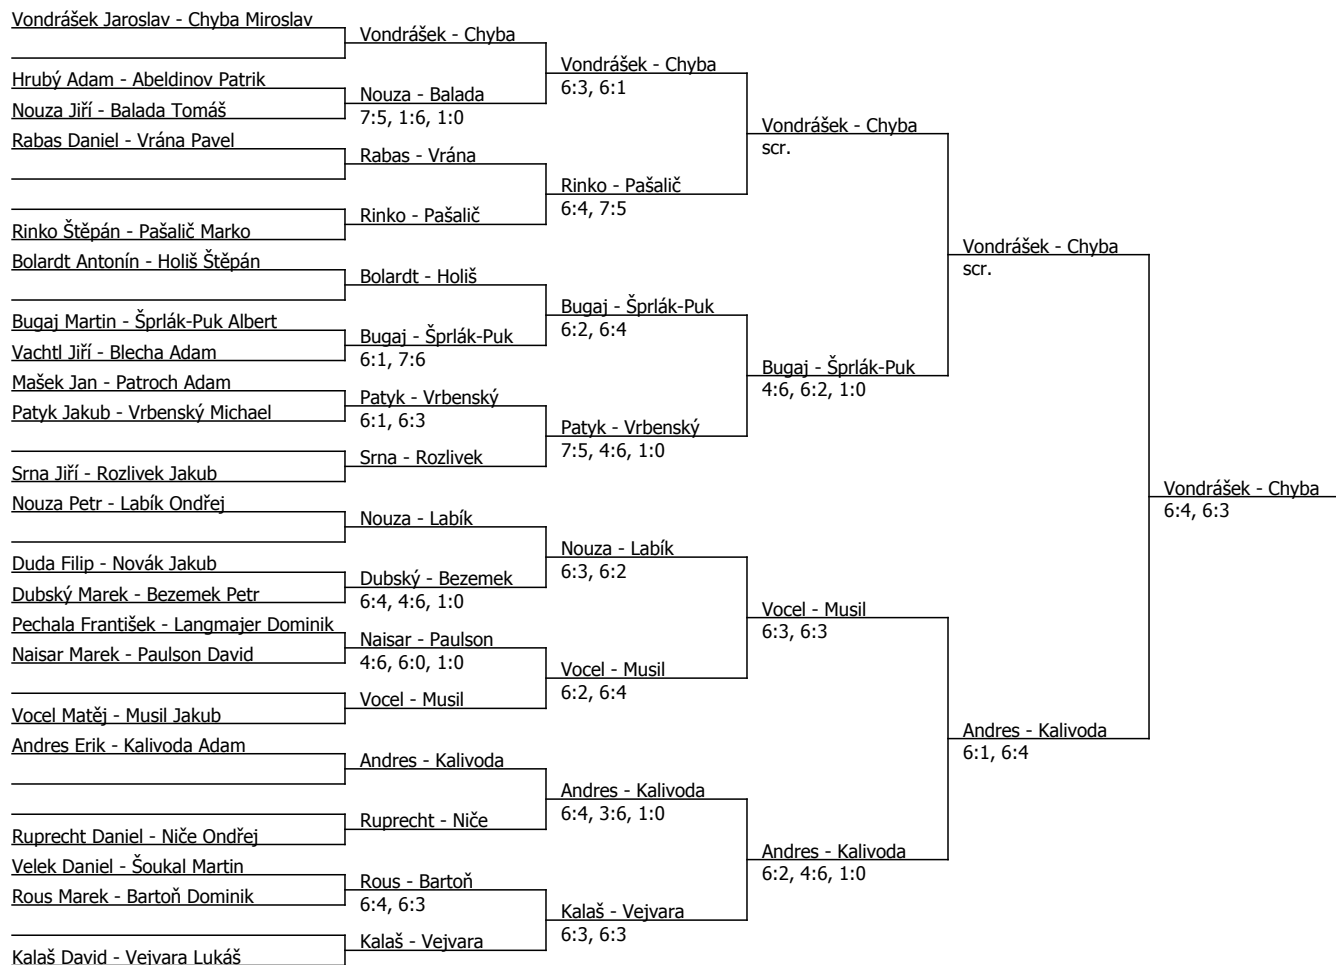 Vondrášek Jaroslav - Chyba Miroslav
Hrubý Adam - Abeldinov Patrik
Nouza Jiří - Balada Tomáš
Rabas Daniel - Vrána Pavel
Rinko Štěpán - Pašalič Marko
Bolardt Antonín - Holiš Štěpán
Bugaj Martin - Šprlák-Puk Albert
Vachtl Jiří - Blecha Adam
Mašek Jan - Patroch Adam
Patyk Jakub - Vrbenský Michael
Srna Jiří - Rozlivek Jakub
Nouza Petr - Labík Ondřej
Duda Filip - Novák Jakub
Dubský Marek - Bezemek Petr
Pechala František - Langmajer Dominik
Naisar Marek - Paulson David
Vocel Matěj - Musil Jakub
Andres Erik - Kalivoda Adam
Ruprecht Daniel - Niče Ondřej
Velek Daniel - Šoukal Martin
Rous Marek - Bartoň Dominik
Kalaš David - Vejvara Lukáš
Vondrášek - Chyba
Nouza - Balada
7:5, 1:6, 1:0
Rabas - Vrána
Rinko - Pašalič
Bolardt - Holiš
Bugaj - Šprlák-Puk
6:1, 7:6
Patyk - Vrbenský
6:1, 6:3
Srna - Rozlivek
Nouza - Labík
Dubský - Bezemek
6:4, 4:6, 1:0
Naisar - Paulson
4:6, 6:0, 1:0
Vocel - Musil
Andres - Kalivoda
Ruprecht - Niče
Rous - Bartoň
6:4, 6:3
Kalaš - Vejvara
Vondrášek - Chyba
6:3, 6:1
Rinko - Pašalič
6:4, 7:5
Bugaj - Šprlák-Puk
6:2, 6:4
Patyk - Vrbenský
7:5, 4:6, 1:0
Nouza - Labík
6:3, 6:2
Vocel - Musil
6:2, 6:4
Andres - Kalivoda
6:4, 3:6, 1:0
Kalaš - Vejvara
6:3, 6:3
Vondrášek - Chyba
scr.
Bugaj - Šprlák-Puk
4:6, 6:2, 1:0
Vocel - Musil
6:3, 6:3
Andres - Kalivoda
6:2, 4:6, 1:0
Vondrášek - Chyba
scr.
Andres - Kalivoda
6:1, 6:4
Vondrášek - Chyba
6:4, 6:3